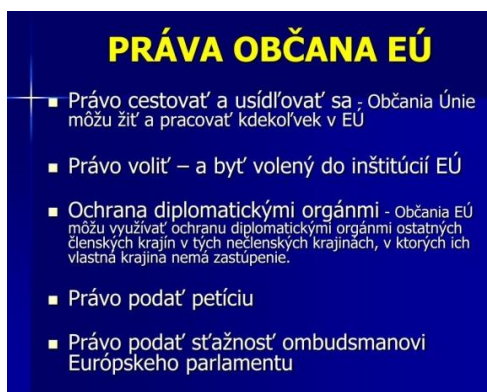 PRÁVA OBČANA EÚ
Právo cestovať a usídľovať sa - Občania Únie
môžu žiť a pracovať kdekoľvek v EÚ
Právo voliť – a byť volený do inštitúcií EÚ
Ochrana diplomatickými orgánmi - Občania EÚ
môžu využívať ochranu diplomatickými orgánmi ostatných
členských krajín v tých nečlenských krajinách, v ktorých ich
vlastná krajina nemá zastúpenie.
Právo podať petíciu
Právo podať sťažnosť ombudsmanovi
Európskeho parlamentu